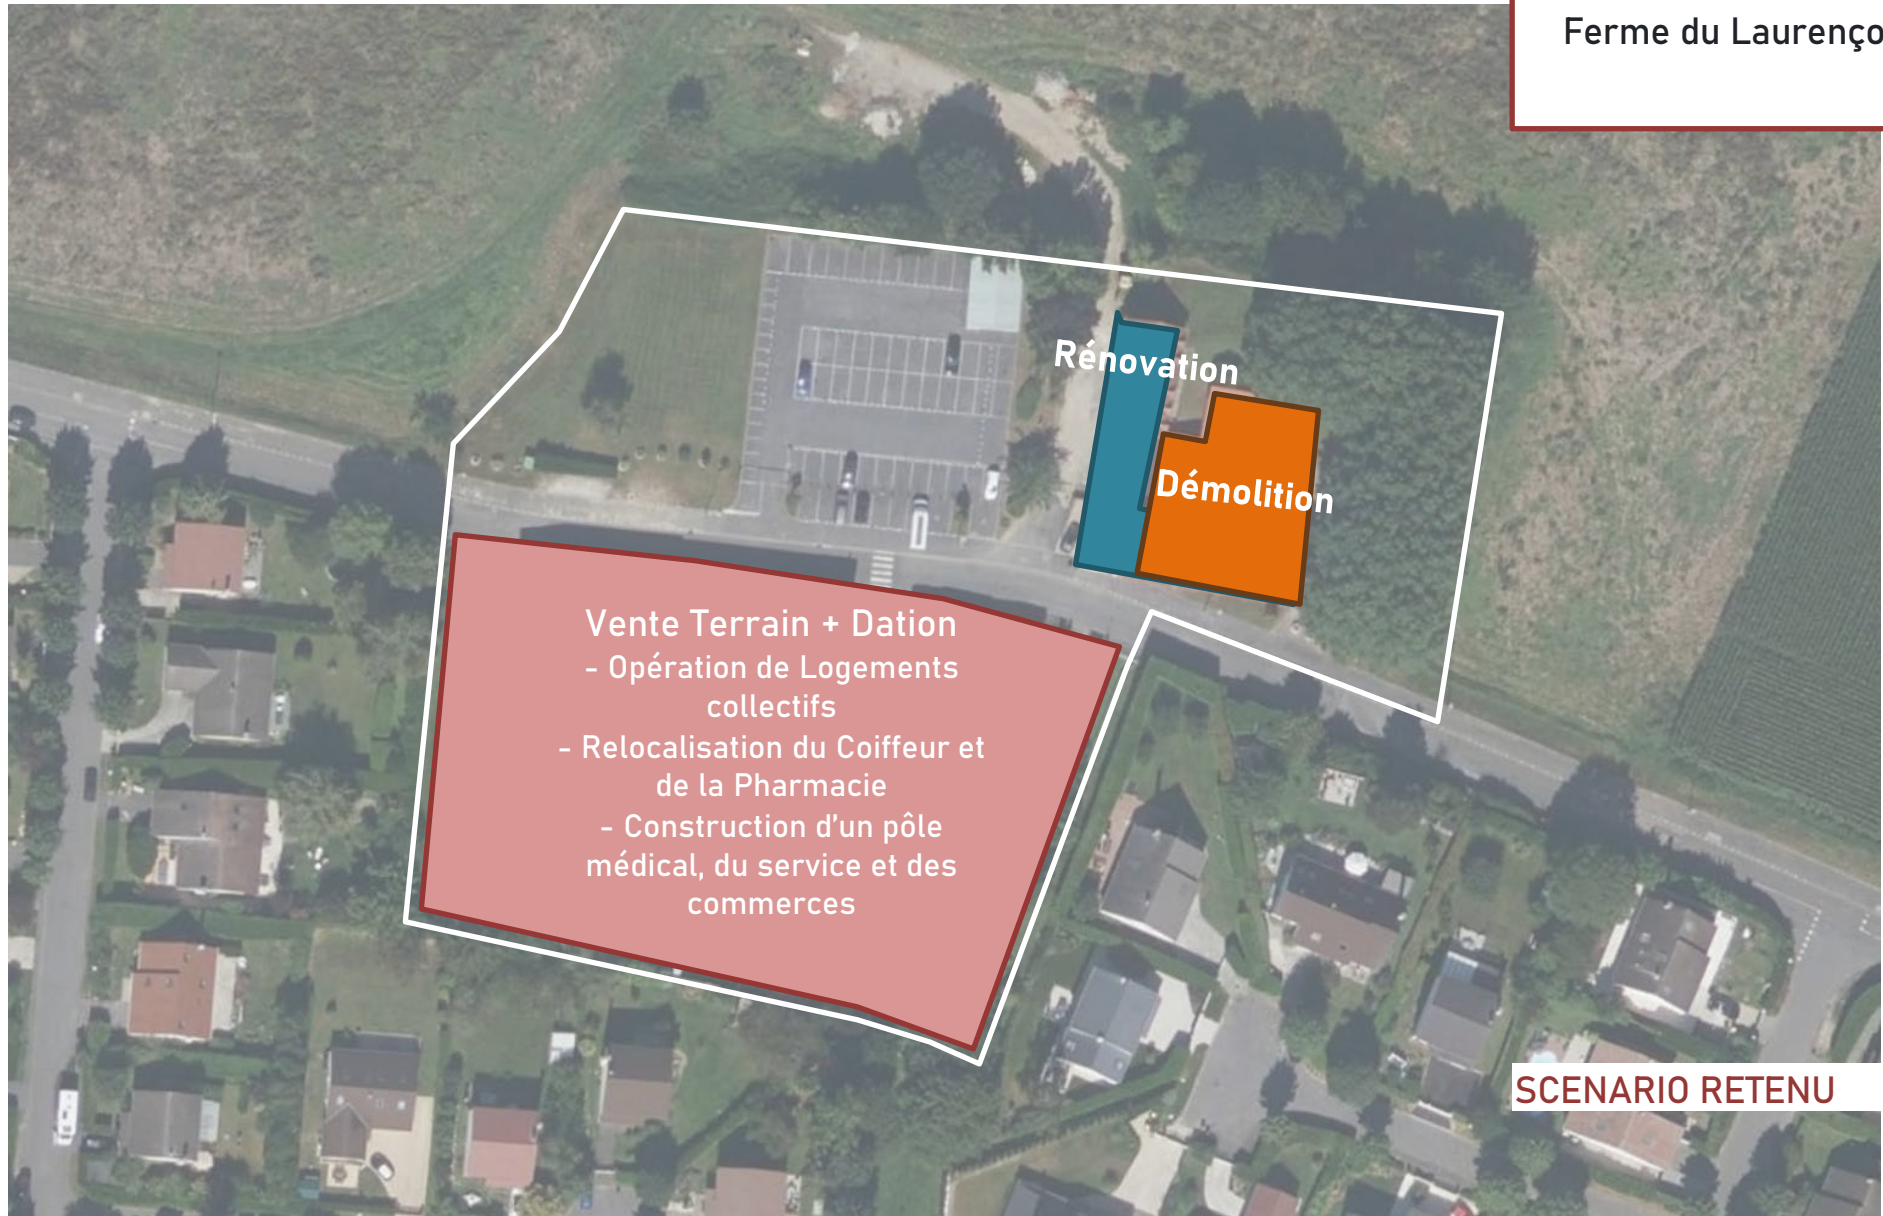 Ferme du Laurenço
Rénovation
Démolition
Vente Terrain + Dation
- Opération de Logements
collectifs
- Relocalisation du Coiffeur et
de la Pharmacie
- Construction d'un pôle
médical, du service et des
commerces
SCENARIO RETENU